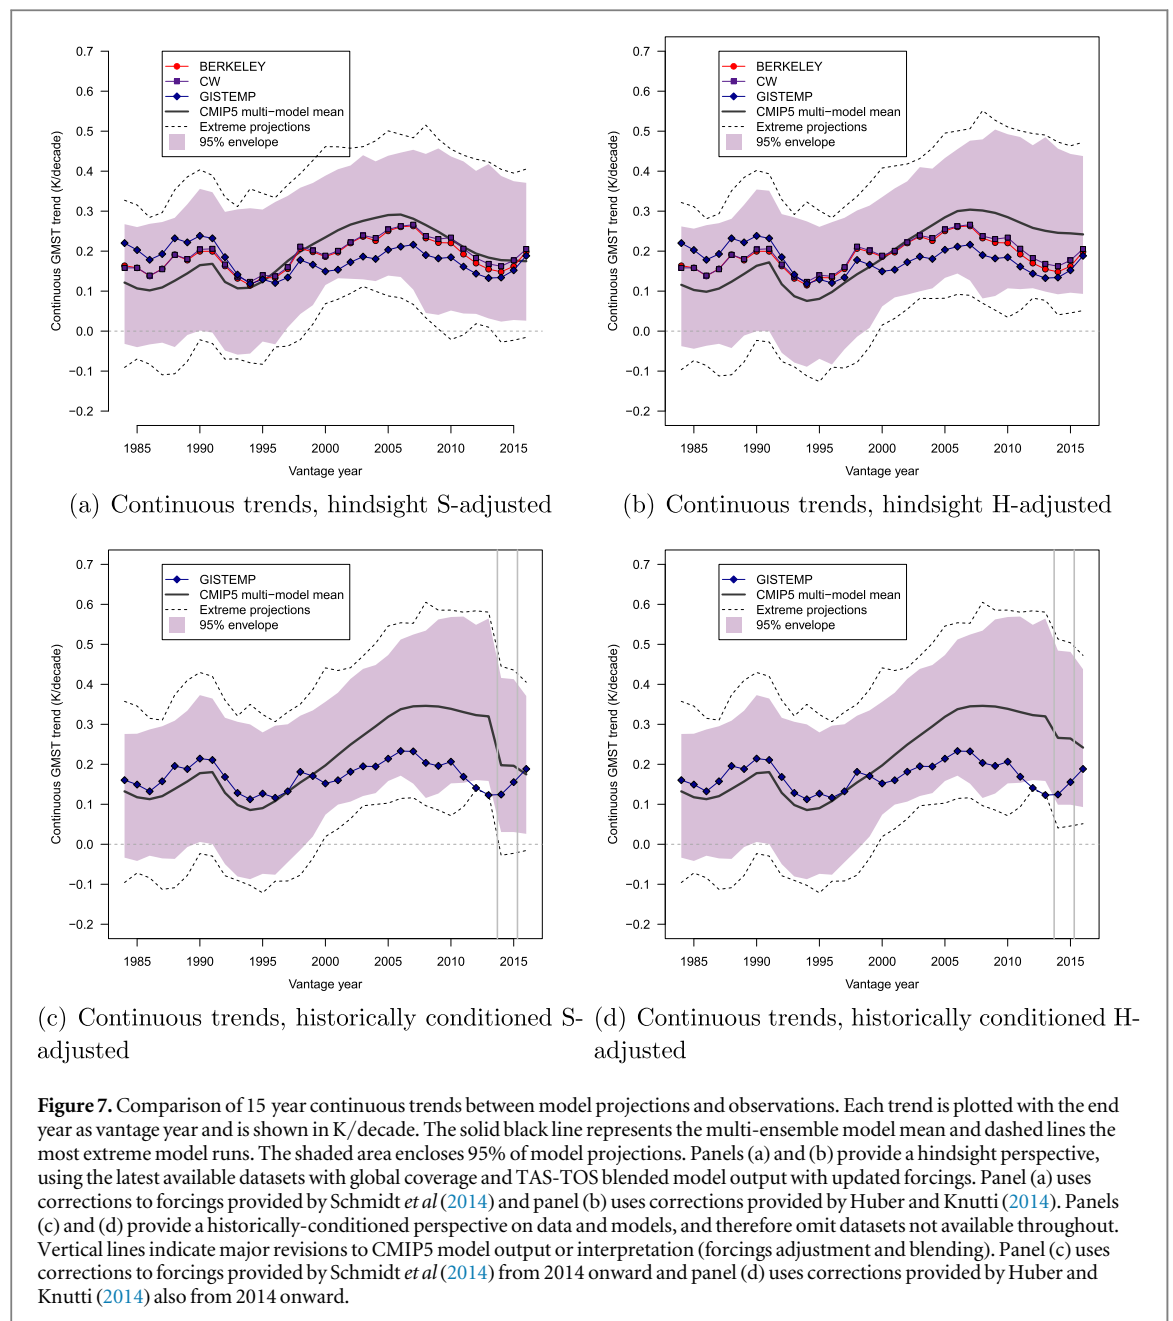 0.7
0.6
0.5
0.4
0.3
0.2
0.1
0.0
−0.1
−0.2
Continuous GMST trend (K/decade)
BERKELEY
CW
GISTEMP
CMIP5 multi−model mean
Extreme projections
95% envelope
1985 1990 1995 2000 2005 2010 2015
Vantage year
(a) Continuous trends, hindsight S-adjusted
0.7
0.6
0.5
0.4
0.3
0.2
0.1
0.0
−0.1
−0.2
Continuous GMST trend (K/decade)
BERKELEY
CW
GISTEMP
CMIP5 multi−model mean
Extreme projections
95% envelope
1985 1990 1995 2000 2005 2010 2015
Vantage year
(b) Continuous trends, hindsight H-adjusted
0.7
0.6
0.5
0.4
0.3
0.2
0.1
0.0
−0.1
−0.2
Continuous GMST trend (K/decade)
GISTEMP
CMIP5 multi−model mean
Extreme projections
95% envelope
1985 1990 1995 2000 2005 2010 2015
Vantage year
(c) Continuous trends, historically conditioned S-
adjusted
0.7
0.6
0.5
0.4
0.3
0.2
0.1
0.0
−0.1
−0.2
Continuous GMST trend (K/decade)
GISTEMP
CMIP5 multi−model mean
Extreme projections
95% envelope
1985 1990 1995 2000 2005 2010 2015
Vantage year
(d) Continuous trends, historically conditioned H-
adjusted
Figure 7. Comparison of 15 year continuous trends between model projections and observations. Each trend is plotted with the end
year as vantage year and is shown in K/decade. The solid black line represents the multi-ensemble model mean and dashed lines the
most extreme model runs. The shaded area encloses 95% of model projections. Panels (a) and (b) provide a hindsight perspective,
using the latest available datasets with global coverage and TAS-TOS blended model output with updated forcings. Panel (a) uses
corrections to forcings provided by Schmidt et al (2014) and panel (b) uses corrections provided by Huber and Knutti (2014). Panels
(c) and (d) provide a historically-conditioned perspective on data and models, and therefore omit datasets not available throughout.
Vertical lines indicate major revisions to CMIP5 model output or interpretation (forcings adjustment and blending). Panel (c) uses
corrections to forcings provided by Schmidt et al (2014) from 2014 onward and panel (d) uses corrections provided by Huber and
Knutti (2014) also from 2014 onward.